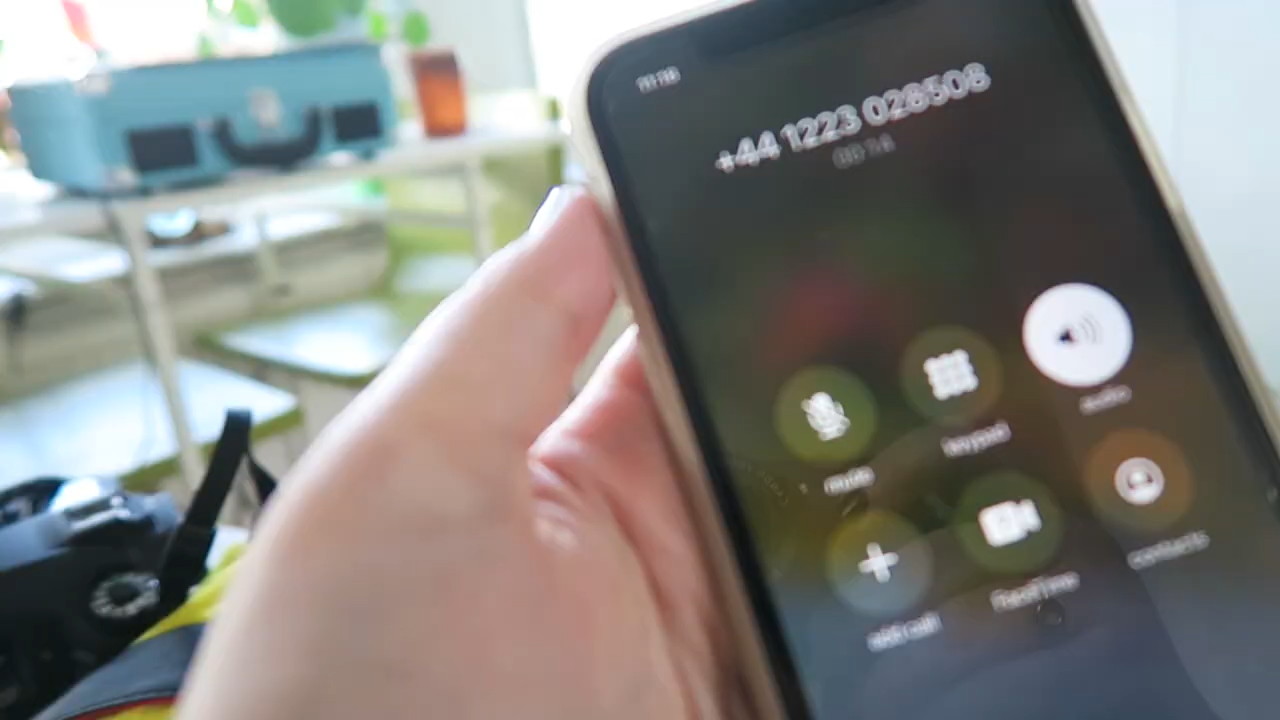 +44 1223 028508
mute
keypad
audio
add call
FaceTime
contacts